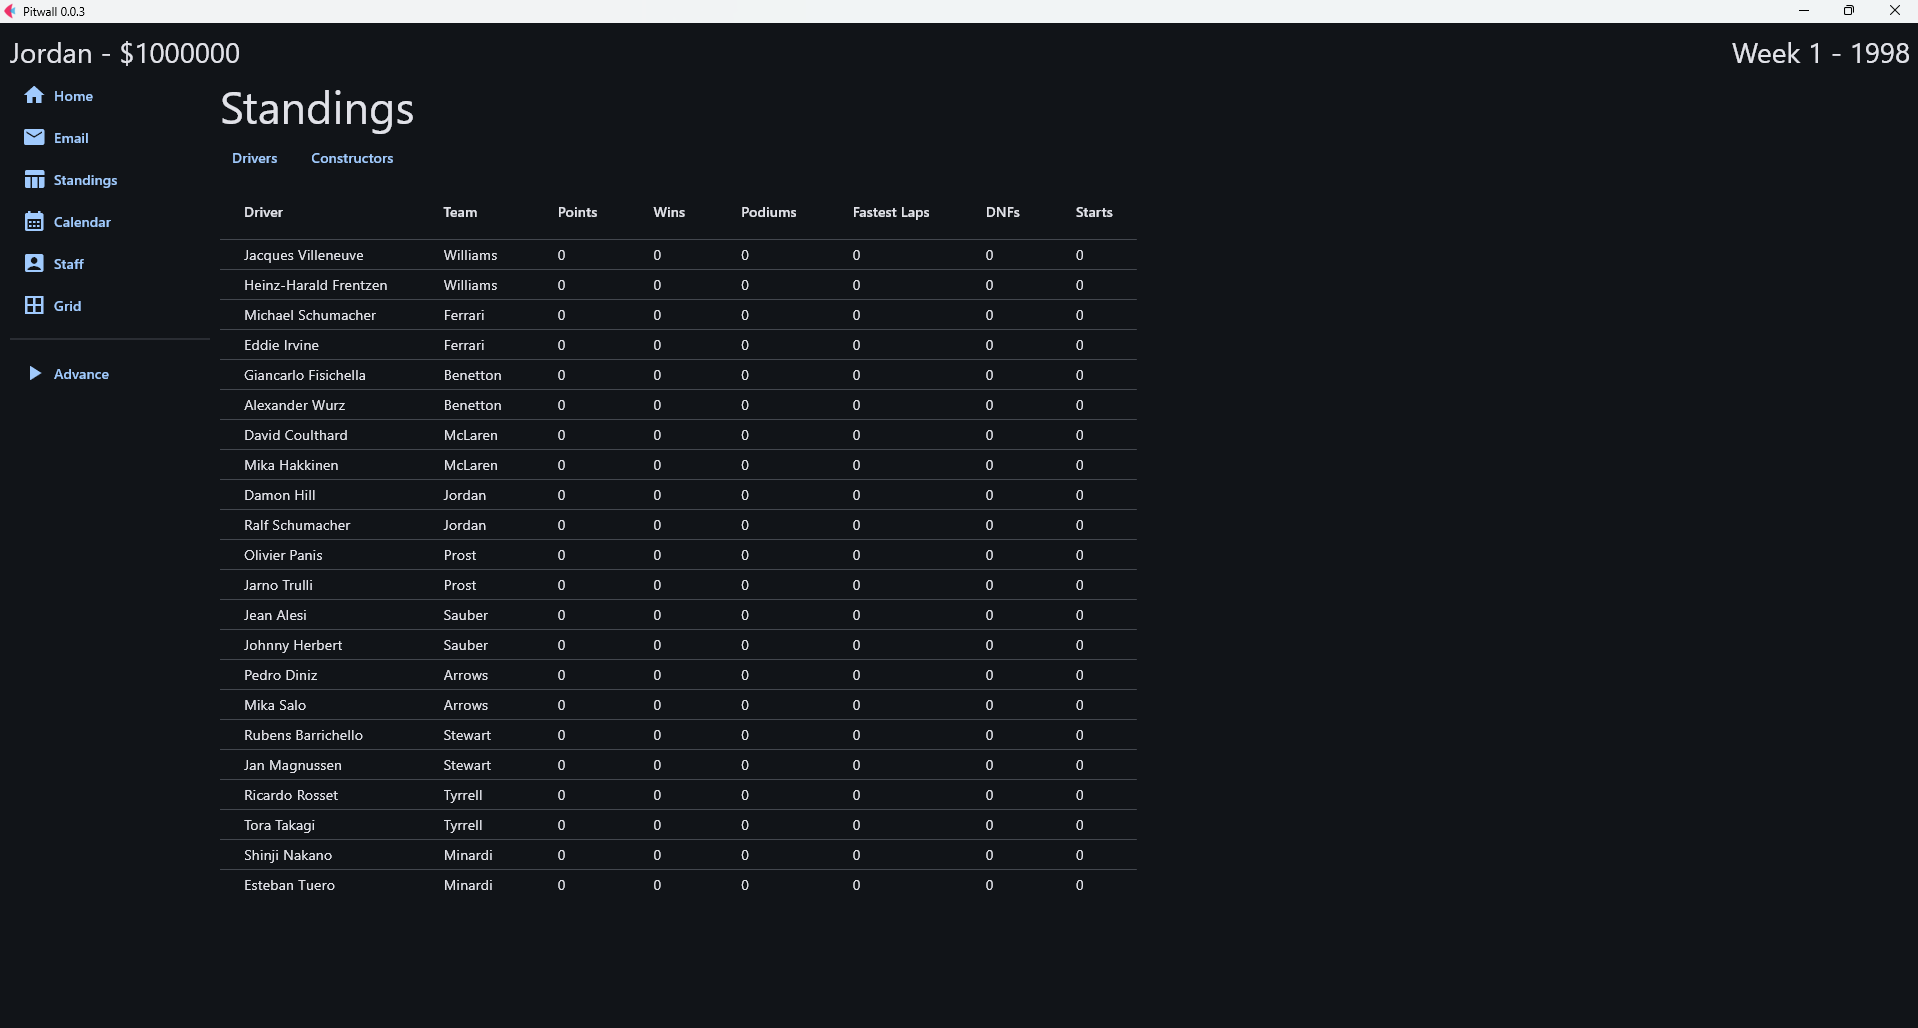 Pitwall 0.0.3
Jordan - $1000000
Week 1 - 1998
Home
Email
Standings
Calendar
Staff
Grid
Advance
Standings
Drivers Constructors
Driver Team Points Wins Podiums Fastest Laps DNFs Starts
Jacques Villeneuve Williams 0 0 0 0 0 0
Heinz-Harald Frentzen Williams 0 0 0 0 0 0
Michael Schumacher Ferrari 0 0 0 0 0 0
Eddie Irvine Ferrari 0 0 0 0 0 0
Giancarlo Fisichella Benetton 0 0 0 0 0 0
Alexander Wurz Benetton 0 0 0 0 0 0
David Coulthard McLaren 0 0 0 0 0 0
Mika Hakkinen McLaren 0 0 0 0 0 0
Damon Hill Jordan 0 0 0 0 0 0
Ralf Schumacher Jordan 0 0 0 0 0 0
Olivier Panis Prost 0 0 0 0 0 0
Jarno Trulli Prost 0 0 0 0 0 0
Jean Alesi Sauber 0 0 0 0 0 0
Johnny Herbert Sauber 0 0 0 0 0 0
Pedro Diniz Arrows 0 0 0 0 0 0
Mika Salo Arrows 0 0 0 0 0 0
Rubens Barrichello Stewart 0 0 0 0 0 0
Jan Magnussen Stewart 0 0 0 0 0 0
Ricardo Rosset Tyrrell 0 0 0 0 0 0
Tora Takagi Tyrrell 0 0 0 0 0 0
Shinji Nakano Minardi 0 0 0 0 0 0
Esteban Tuero Minardi 0 0 0 0 0 0